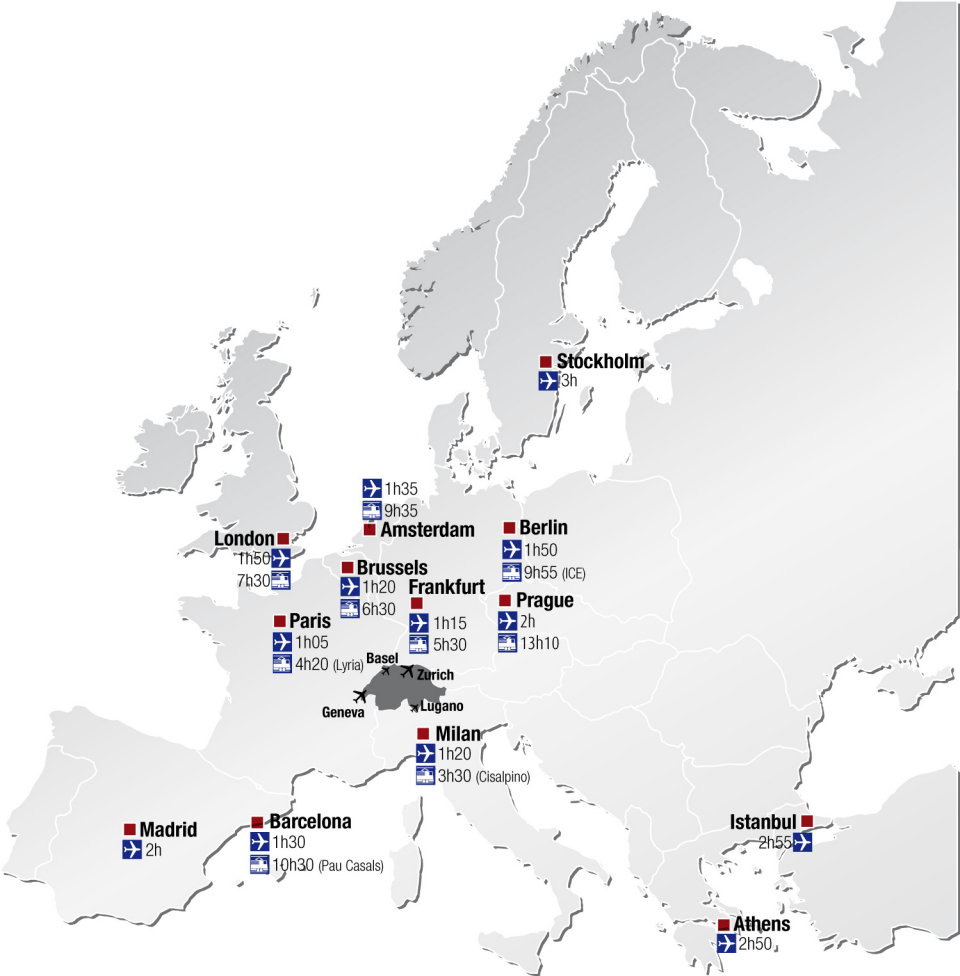 Stockholm
3h
1h35
9h35
Amsterdam
London
1h50
7h30
Berlin
1h50
9h55 (ICE)
Brussels
1h20
6h30
Frankfurt
1h15
5h30
Prague
2h
13h10
Paris
1h05
4h20 (Lyria)
Basel
Zurich
Geneva
Lugano
Milan
1h20
3h30 (Cisalpino)
Madrid
2h
Barcelona
1h30
10h30 (Pau Casals)
Istanbul
2h55
Athens
2h50